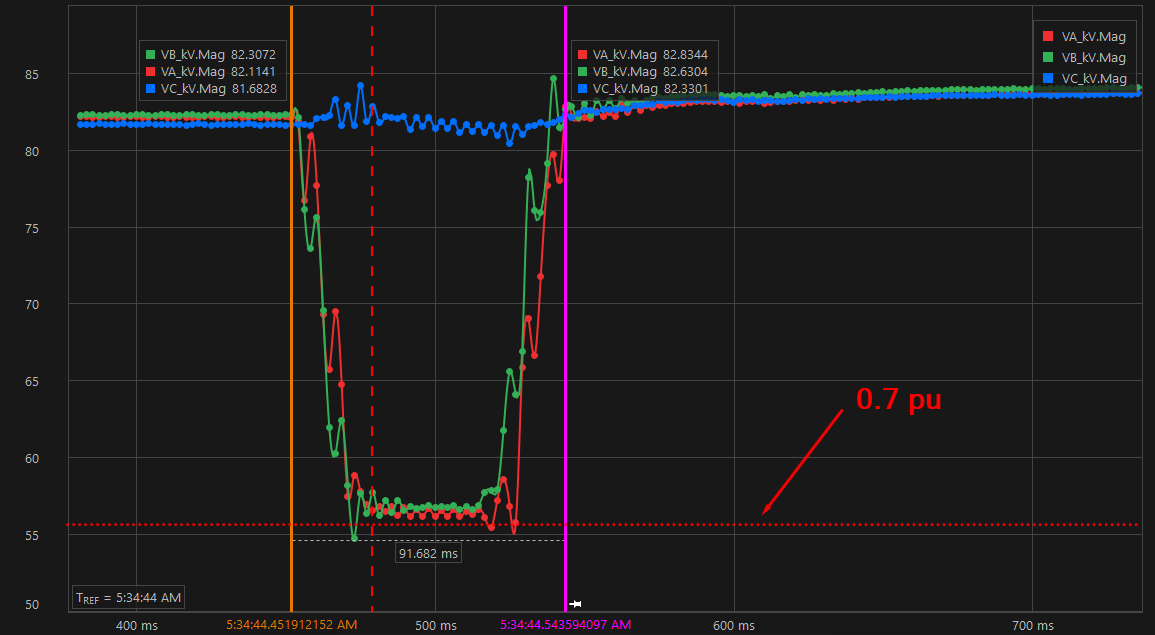 VB_kV.Mag 82.3072
VA_kV.Mag 82.1141
VC_kV.Mag 81.6828
VA_kV.Mag 82.8344
VB_kV.Mag 82.6304
VC_kV.Mag 82.3301
VA_kV.Mag
VB_kV.Mag
VC_kV.Mag
85
80
75
70
65
60
55
50
0.7 pu
91.682 ms
TREF = 5:34:44 AM
400 ms
5:34:44.451912152 AM
500 ms
5:34:44.543594097 AM
600 ms
700 ms